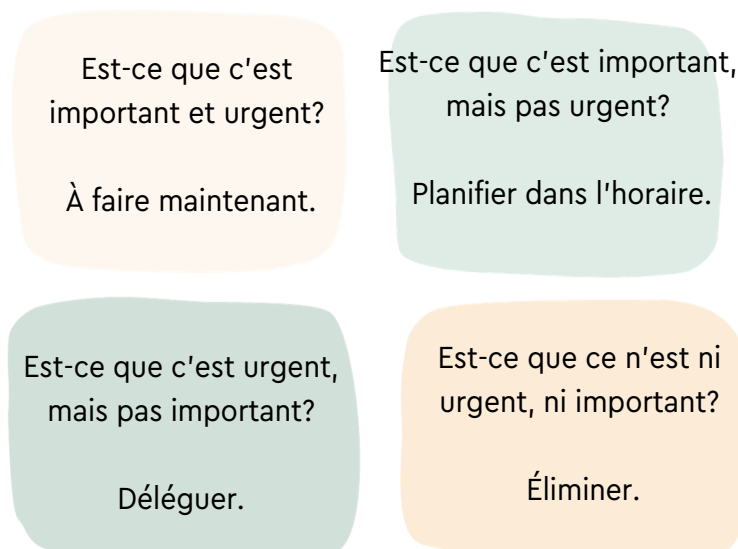 Est-ce que c'est
important et urgent?
À faire maintenant.
Est-ce que c'est important,
mais pas urgent?
Planifier dans l'horaire.
Est-ce que c'est urgent,
mais pas important?
Déléguer.
Est-ce que ce n'est ni
urgent, ni important?
Éliminer.